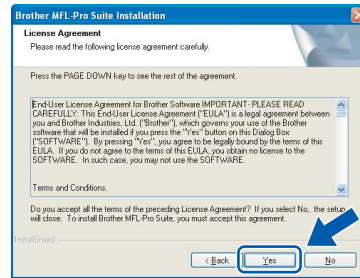 Brother MFL-Pro Suite Installation
License Agreement
Please read the following license agreement carefully.
Press the PAGE DOWN key to see the rest of the agreement.
End-User License Agreement for Brother Software IMPORTANT- PLEASE READ
CAREFULLY: This End-User License Agreement ("EULA") is a legal agreement between
you and Brother Industries, Ltd. ("Brother"), which governs your use of the Brother
software that will be installed if you press the "Yes" button on this Dialog Box
("SOFTWARE"). By pressing "Yes", you agree to be legally bound by the terms of this
EULA. If you do not agree to the terms of this EULA, you obtain no license to the
SOFTWARE. In such case, you may not use the SOFTWARE.
Terms and Conditions.
Do you accept all the terms of the preceding License Agreement? If you select No, the setup
will close. To install Brother MFL-Pro Suite, you must accept this agreement.
InstallShield
< Back Yes No